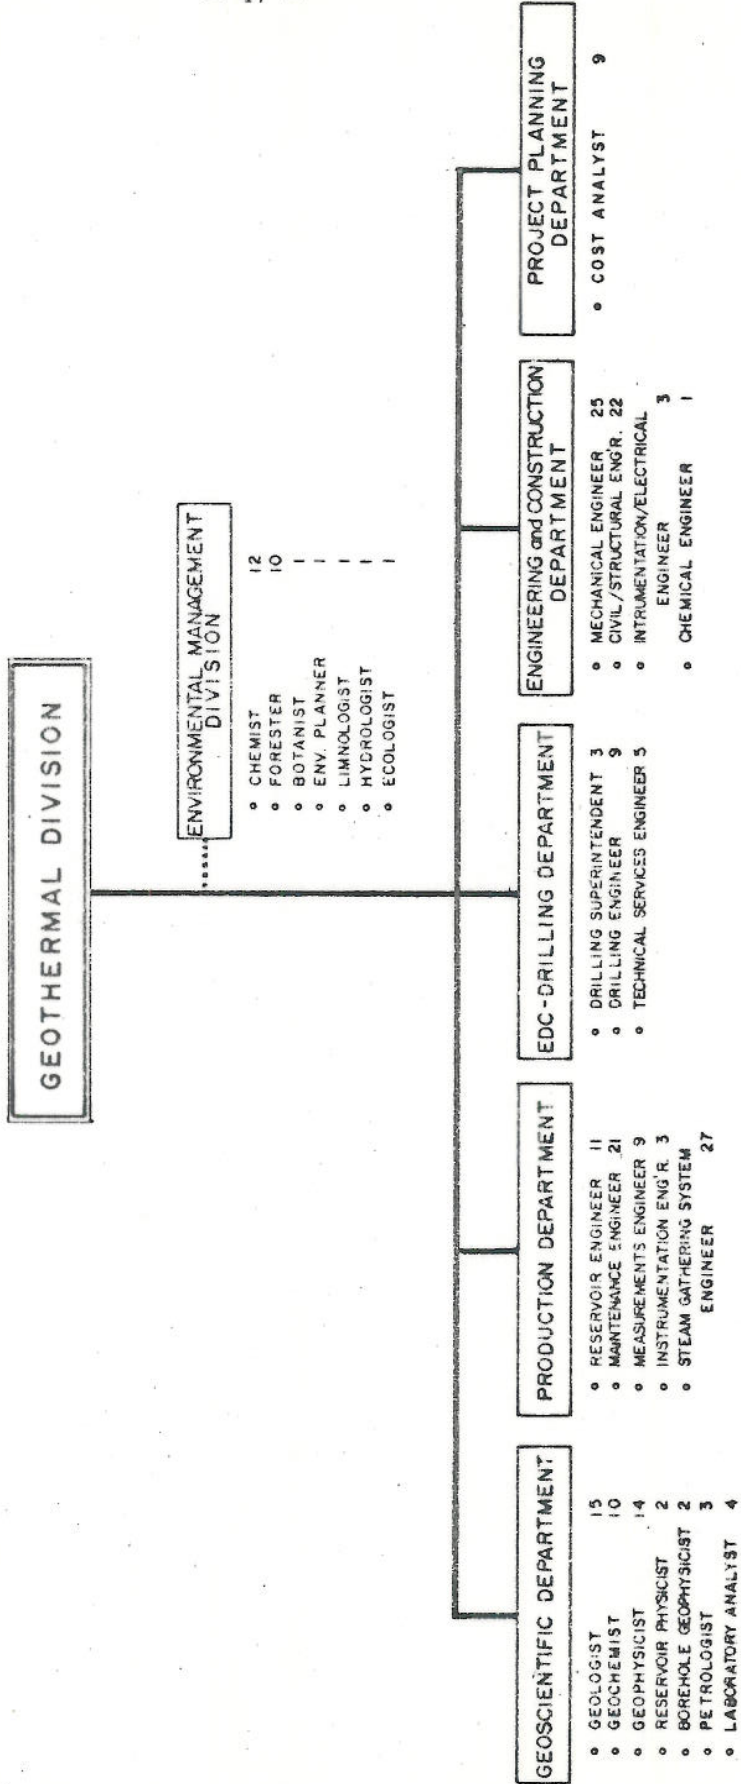 GEOTHERMAL DIVISION
ENVIRONMENTAL MANAGEMENT
DIVISION
• CHEMIST 12
• FORESTER 10
• BOTANIST 1
• ENV. PLANNER 1
• LIMNOLOGIST 1
• HYDROLOGIST 1
• ECOLOGIST 1
GEOSCIENTIFIC DEPARTMENT
• GEOLOGIST 15
• GEOCHEMIST 10
• GEOPHYSICIST 14
• RESERVOIR PHYSICIST 2
• BOREHOLE GEOPHYSICIST 2
• PETROLOGIST 3
• LABORATORY ANALYST 4
PRODUCTION DEPARTMENT
• RESERVOIR ENGINEER 11
• MAINTENANCE ENGINEER 21
• MEASUREMENTS ENGINEER 9
• INSTRUMENTATION ENG'R. 3
• STEAM GATHERING SYSTEM
ENGINEER 27
EDC-DRILLING DEPARTMENT
• DRILLING SUPERINTENDENT 3
• DRILLING ENGINEER 9
• TECHNICAL SERVICES ENGINEER 5
ENGINEERING and CONSTRUCTION
DEPARTMENT
• MECHANICAL ENGINEER 25
• CIVIL/STRUCTURAL ENG'R. 22
• INTRUMENTATION/ELECTRICAL
ENGINEER 3
• CHEMICAL ENGINEER 1
PROJECT PLANNING
DEPARTMENT
• COST ANALYST 9